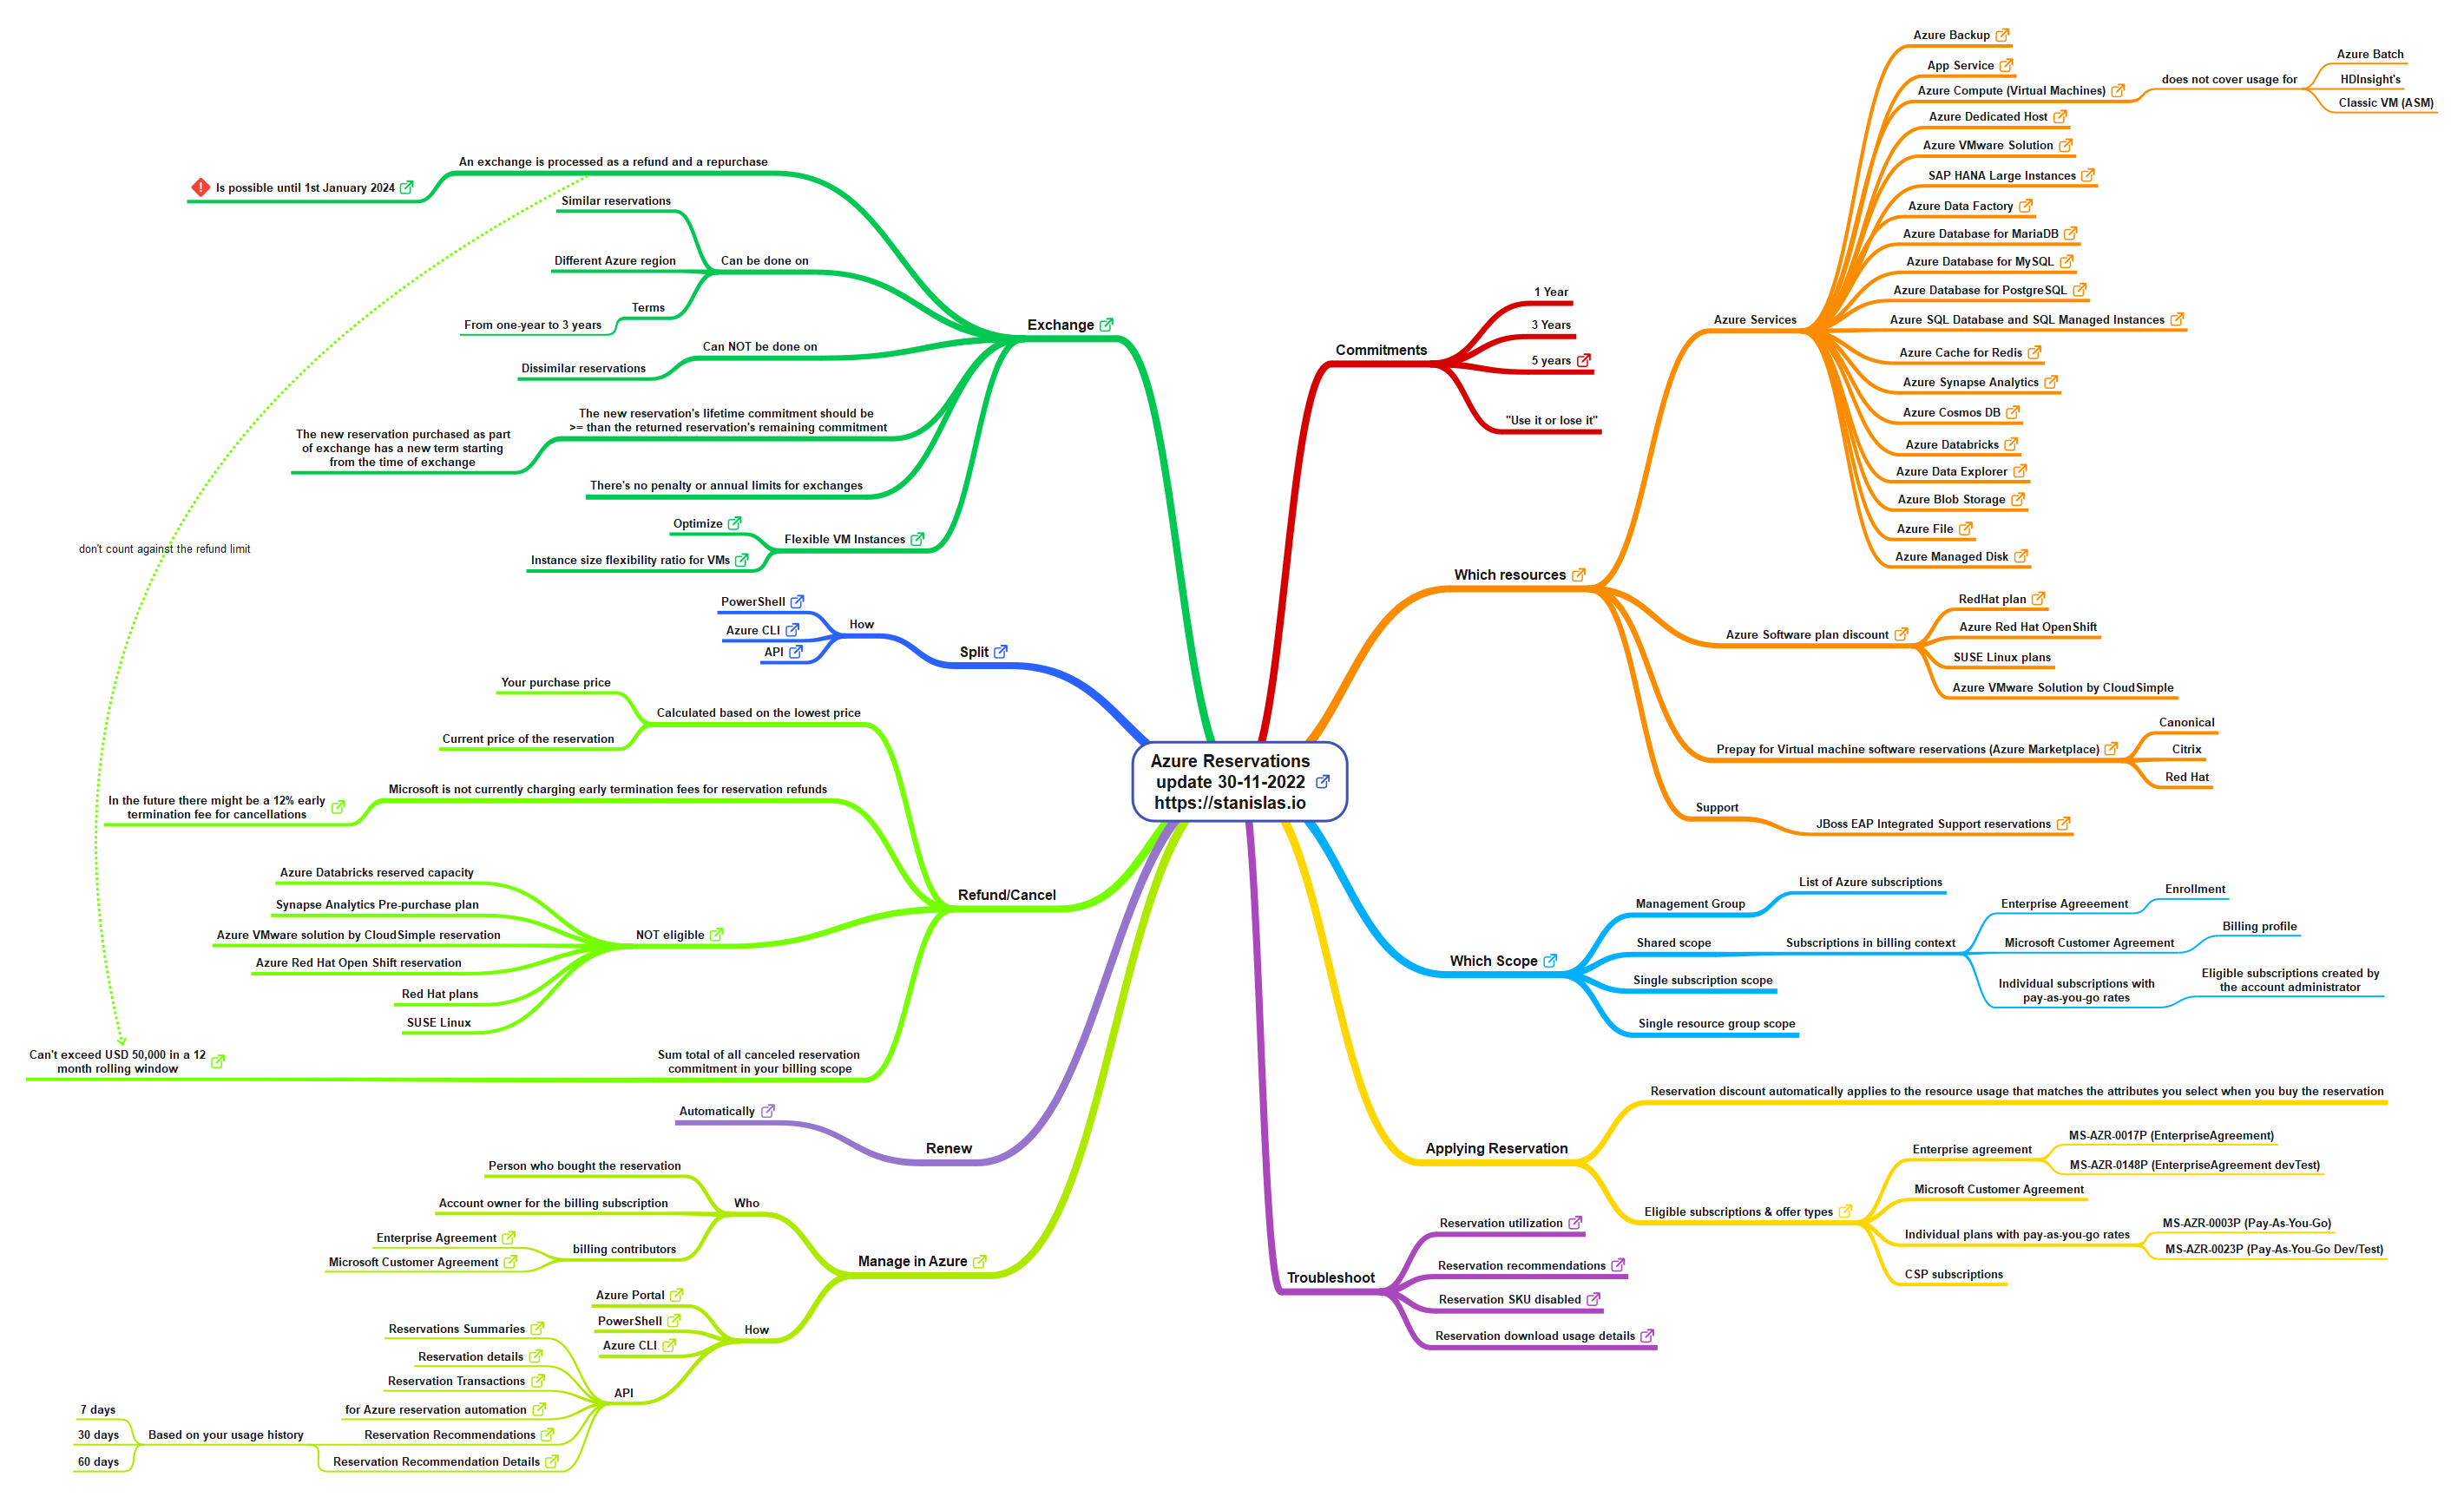 Azure Reservations
update 30-11-2022
https://stanislas.io
Exchange
An exchange is processed as a refund and a repurchase
Is possible until 1st January 2024
Can be done on
Similar reservations
Different Azure region
Terms
From one-year to 3 years
Can NOT be done on
Dissimilar reservations
The new reservation's lifetime commitment should be
>= than the returned reservation's remaining commitment
The new reservation purchased as part
of exchange has a new term starting
from the time of exchange
There's no penalty or annual limits for exchanges
Flexible VM Instances
Optimize
Instance size flexibility ratio for VMs
don't count against the refund limit
Split
How
PowerShell
Azure CLI
API
Refund/Cancel
Calculated based on the lowest price
Your purchase price
Current price of the reservation
Microsoft is not currently charging early termination fees for reservation refunds
In the future there might be a 12% early
termination fee for cancellations
NOT eligible
Azure Databricks reserved capacity
Synapse Analytics Pre-purchase plan
Azure VMware solution by CloudSimple reservation
Azure Red Hat Open Shift reservation
Red Hat plans
SUSE Linux
Sum total of all canceled reservation
commitment in your billing scope
Can't exceed USD 50,000 in a 12
month rolling window
Renew
Automatically
Manage in Azure
Who
Person who bought the reservation
Account owner for the billing subscription
billing contributors
Enterprise Agreement
Microsoft Customer Agreement
How
Azure Portal
PowerShell
Azure CLI
API
Reservations Summaries
Reservation details
Reservation Transactions
for Azure reservation automation
Reservation Recommendations
Reservation Recommendation Details
Based on your usage history
7 days
30 days
60 days
Commitments
1 Year
3 Years
5 years
"Use it or lose it"
Which resources
Azure Services
Azure Backup
App Service
Azure Compute (Virtual Machines)
does not cover usage for
Azure Batch
HDInsight's
Classic VM (ASM)
Azure Dedicated Host
Azure VMware Solution
SAP HANA Large Instances
Azure Data Factory
Azure Database for MariaDB
Azure Database for MySQL
Azure Database for PostgreSQL
Azure SQL Database and SQL Managed Instances
Azure Cache for Redis
Azure Synapse Analytics
Azure Cosmos DB
Azure Databricks
Azure Data Explorer
Azure Blob Storage
Azure File
Azure Managed Disk
Azure Software plan discount
RedHat plan
Azure Red Hat OpenShift
SUSE Linux plans
Azure VMware Solution by CloudSimple
Prepay for Virtual machine software reservations (Azure Marketplace)
Canonical
Citrix
Red Hat
Support
JBoss EAP Integrated Support reservations
Which Scope
Management Group
List of Azure subscriptions
Shared scope
Subscriptions in billing context
Enterprise Agreeement
Enrollment
Microsoft Customer Agreement
Billing profile
Individual subscriptions with
pay-as-you-go rates
Eligible subscriptions created by
the account administrator
Single subscription scope
Single resource group scope
Applying Reservation
Reservation discount automatically applies to the resource usage that matches the attributes you select when you buy the reservation
Eligible subscriptions & offer types
Enterprise agreement
MS-AZR-0017P (EnterpriseAgreement)
MS-AZR-0148P (EnterpriseAgreement devTest)
Microsoft Customer Agreement
Individual plans with pay-as-you-go rates
MS-AZR-0003P (Pay-As-You-Go)
MS-AZR-0023P (Pay-As-You-Go Dev/Test)
CSP subscriptions
Troubleshoot
Reservation utilization
Reservation recommendations
Reservation SKU disabled
Reservation download usage details